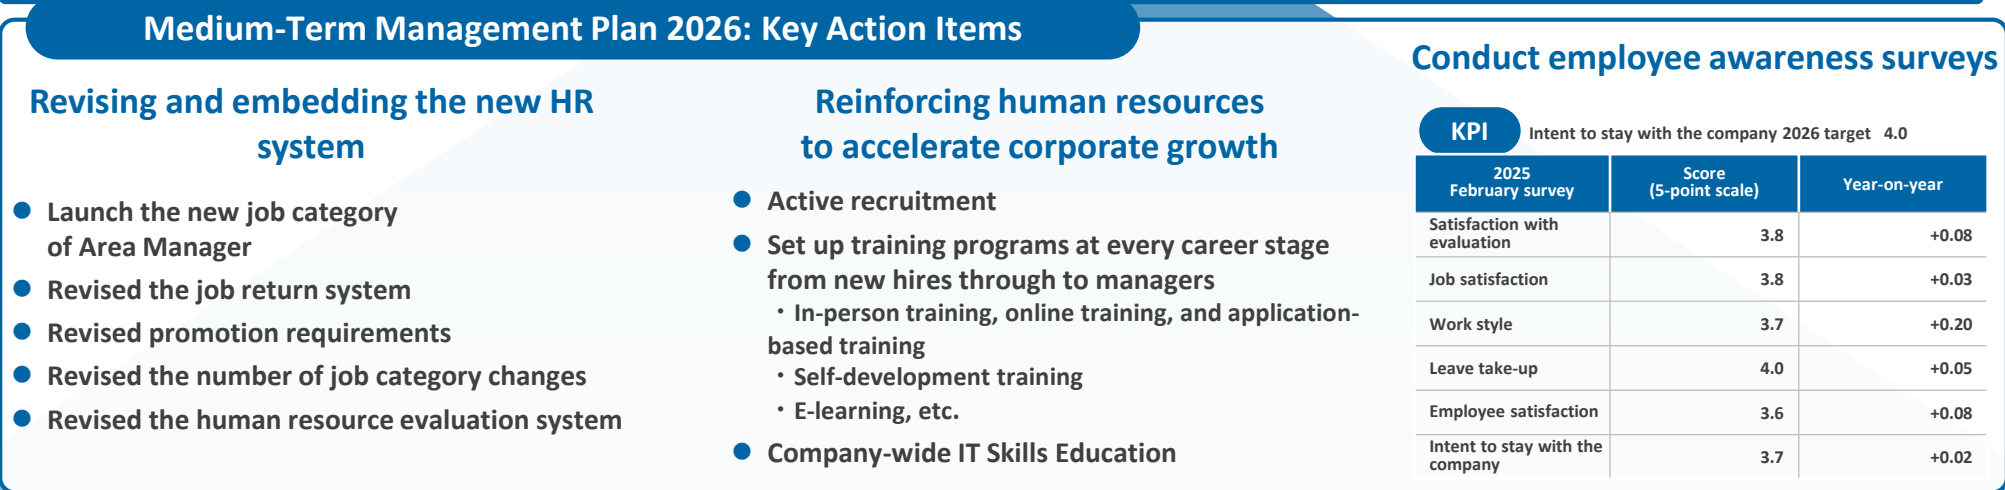 Medium-Term Management Plan 2026: Key Action Items
Revising and embedding the new HR
system
● Launch the new job category
of Area Manager
● Revised the job return system
● Revised promotion requirements
● Revised the number of job category changes
● Revised the human resource evaluation system
Reinforcing human resources
to accelerate corporate growth
● Active recruitment
● Set up training programs at every career stage
from new hires through to managers
・In-person training, online training, and application-
based training
・Self-development training
・E-learning, etc.
● Company-wide IT Skills Education
Conduct employee awareness surveys
KPI Intent to stay with the company 2026 target 4.0
2025
February survey
Score
(5-point scale)
Year-on-year
Satisfaction with
evaluation
3.8 +0.08
Job satisfaction 3.8 +0.03
Work style 3.7 +0.20
Leave take-up 4.0 +0.05
Employee satisfaction 3.6 +0.08
Intent to stay with the
company
3.7 +0.02